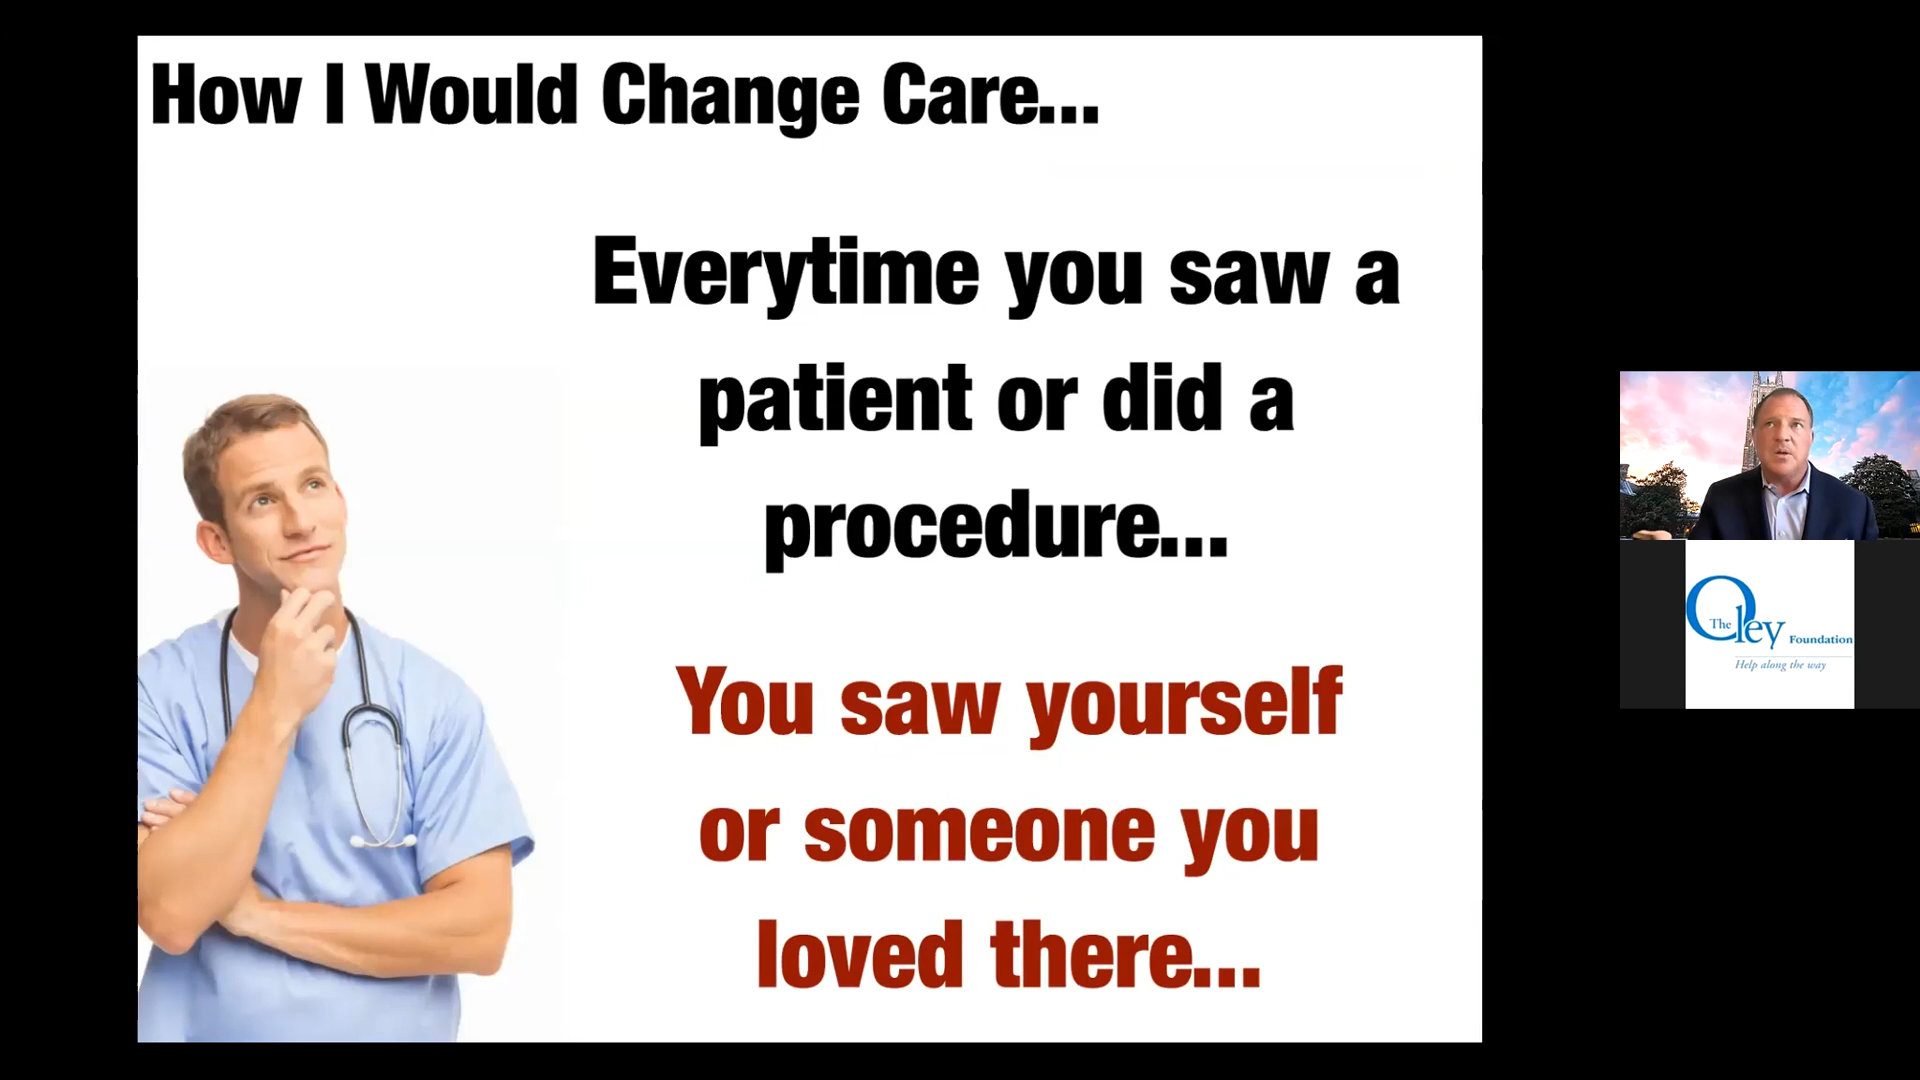 How I Would Change Care...
Everytime you saw a
patient or did a
procedure...
You saw yourself
or someone you
loved there...
The Oley Foundation
Help along the way